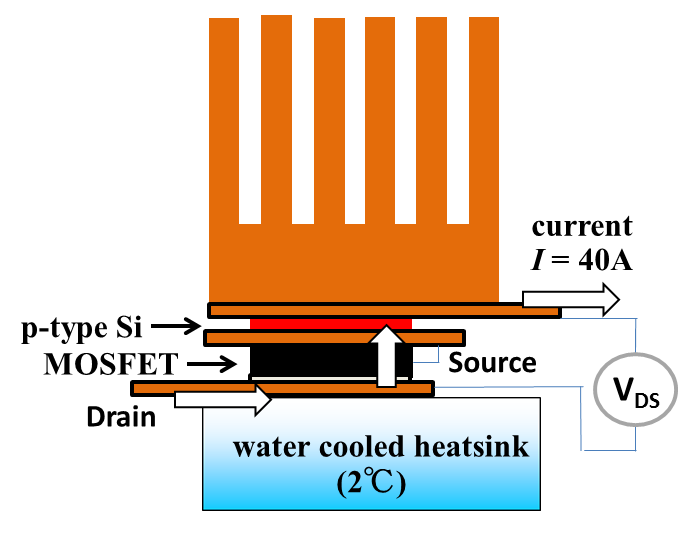 current
I = 40A
p-type Si
MOSFET
Source
V_DS
Drain
water cooled heatsink
(2℃)